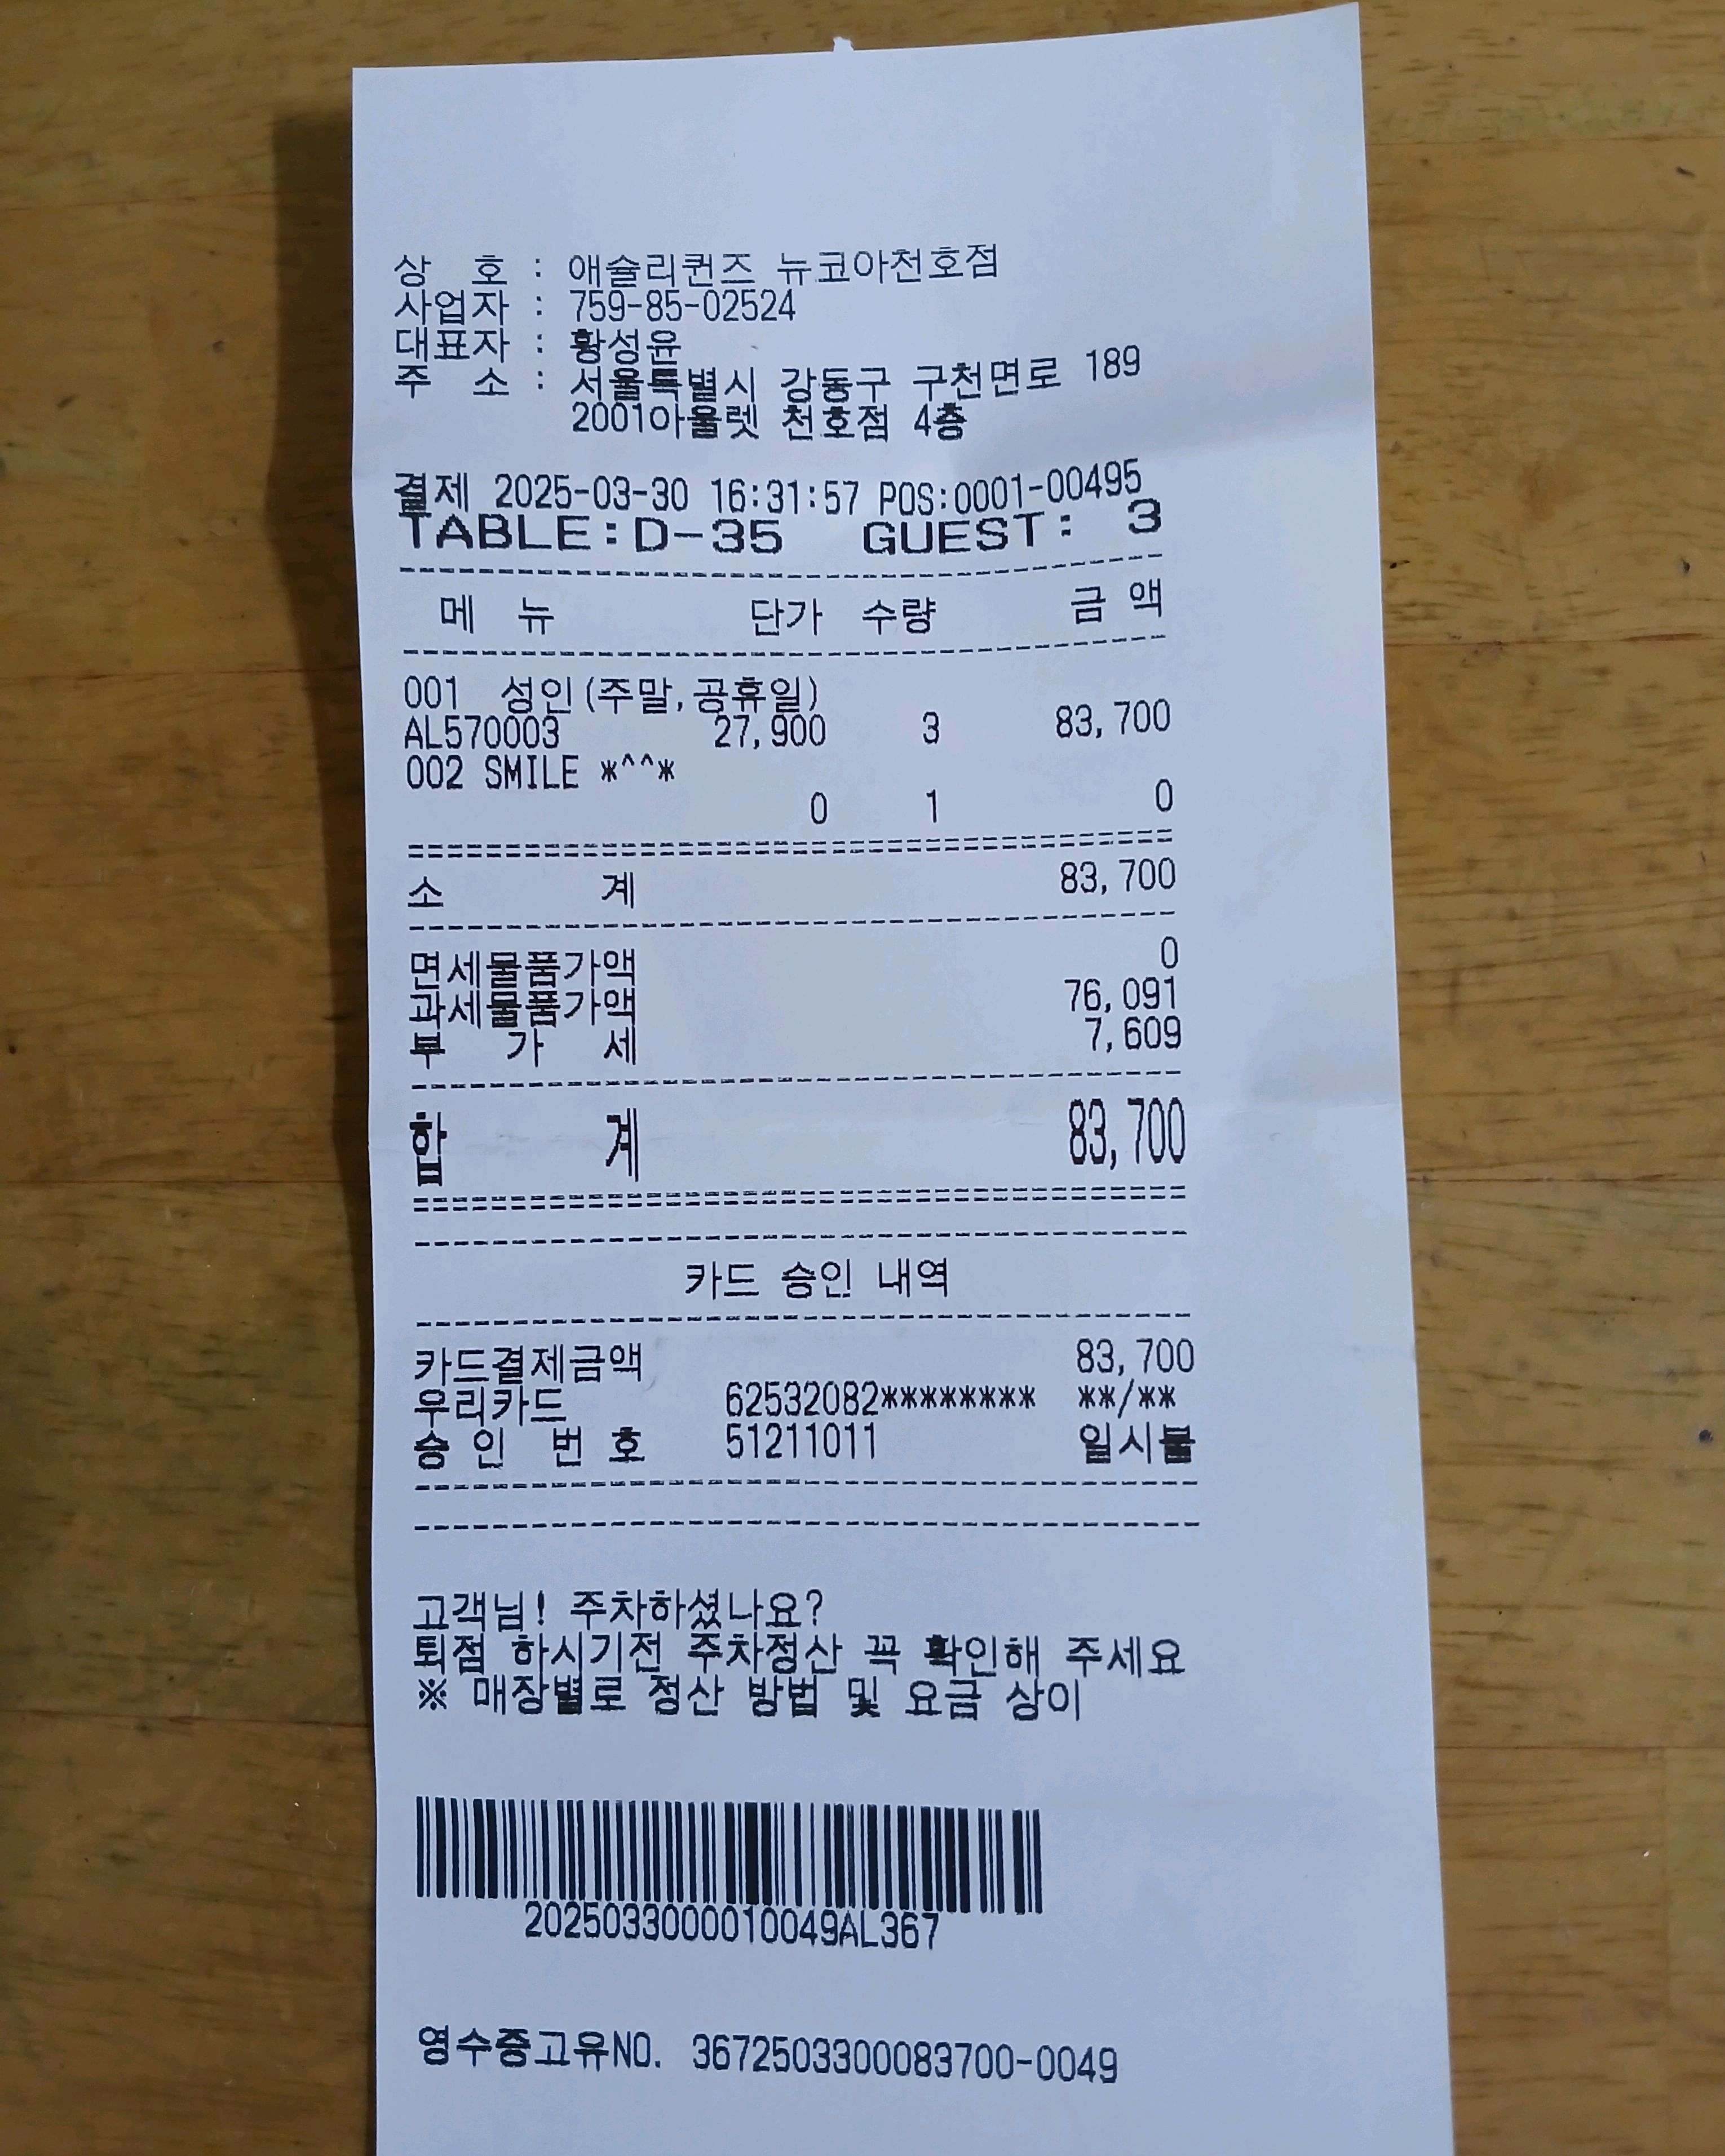 상 호 : 애슐리퀸즈 뉴코아천호점
사업자 : 759-85-02524
대표자 : 황성윤
주 소 : 서울특별시 강동구 구천면로 189
2001아울렛 천호점 4층
결제 2025-03-30 16:31:57 POS:0001-00495
TABLE:D-35 GUEST: 3
메 뉴 단가 수량 금 액
001 성인(주말,공휴일)
AL570003 27,900 3 83,700
002 SMILE *^^*
0 1 0
소 계 83,700
면세물품가액 0
과세물품가액 76,091
부 가 세 7,609
합 계 83,700
카드 승인 내역
카드결제금액 83,700
우리카드 62532082******** **/**
승 인 번 호 51211011 일시불
고객님! 주차하셨나요?
퇴점 하시기전 주차정산 꼭 확인해 주세요
※ 매장별로 정산 방법 및 요금 상이
2025033000010049AL367
영수증고유NO. 3672503300083700-0049